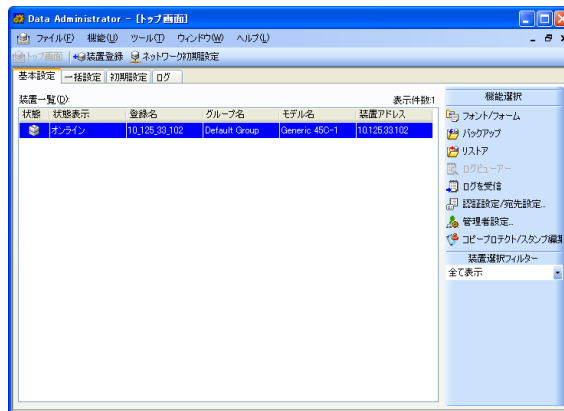 Data Administrator - [トップ画面]
ファイル(F) 機能(U) ツール(T) ウィンドウ(W) ヘルプ(L)
トップ画面 装置登録 ネットワーク初期設定
基本設定 一括設定 初期設定 ログ
装置一覧(D): 表示件数:1
状態 状態表示 登録名 グループ名 モデル名 装置アドレス
オンライン 10_125_33_102 Default Group Generic 45C-1 10.125.33.102
機能選択
フォント/フォーム
バックアップ
リストア
ログビューアー
ログを受信
認証設定/宛先設定...
管理者設定...
コピープロテクト/スタンプ編集
装置選択フィルター
全て表示